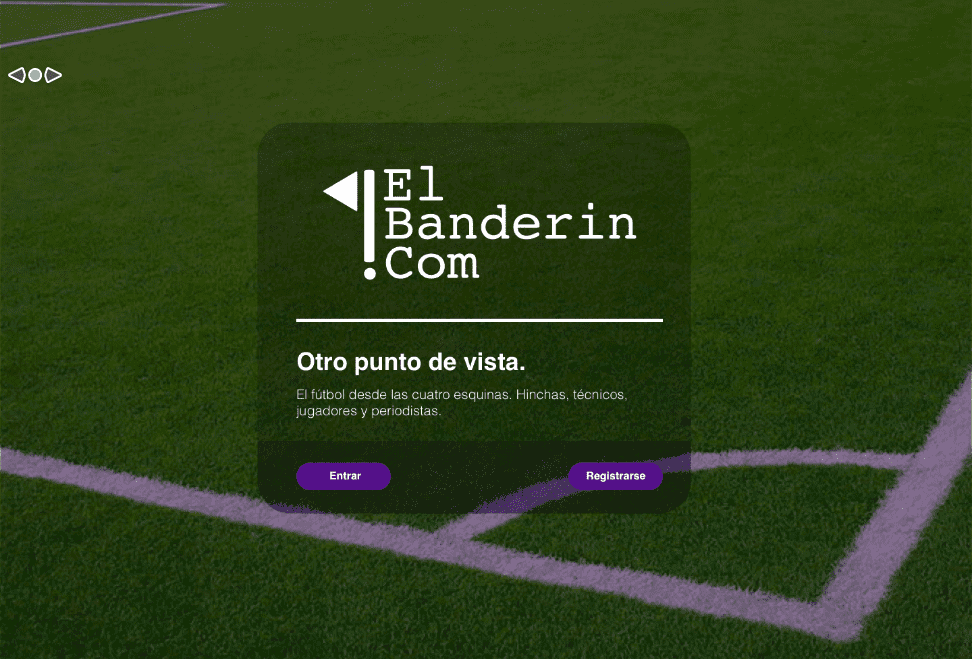 El
Banderin
Com
Otro punto de vista.
El fútbol desde las cuatro esquinas. Hinchas, técnicos,
jugadores y periodistas.
Entrar
Registrarse